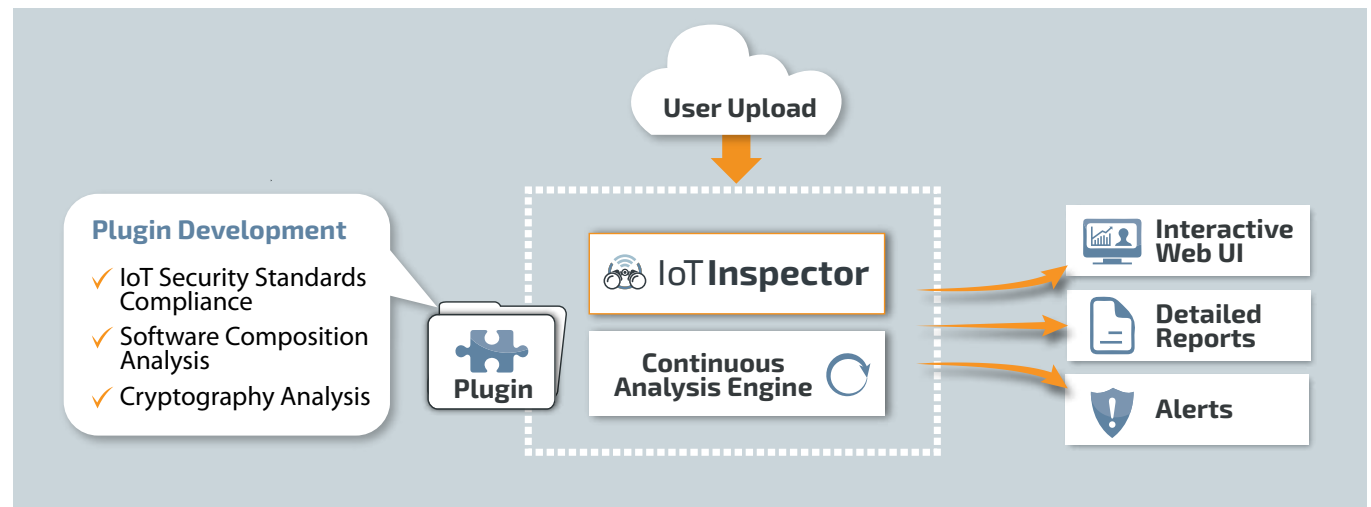 User Upload
Plugin Development
IoT Security Standards
Compliance
Software Composition
Analysis
Cryptography Analysis
Plugin
IoT Inspector
Continuous
Analysis Engine
Interactive
Web UI
Detailed
Reports
Alerts